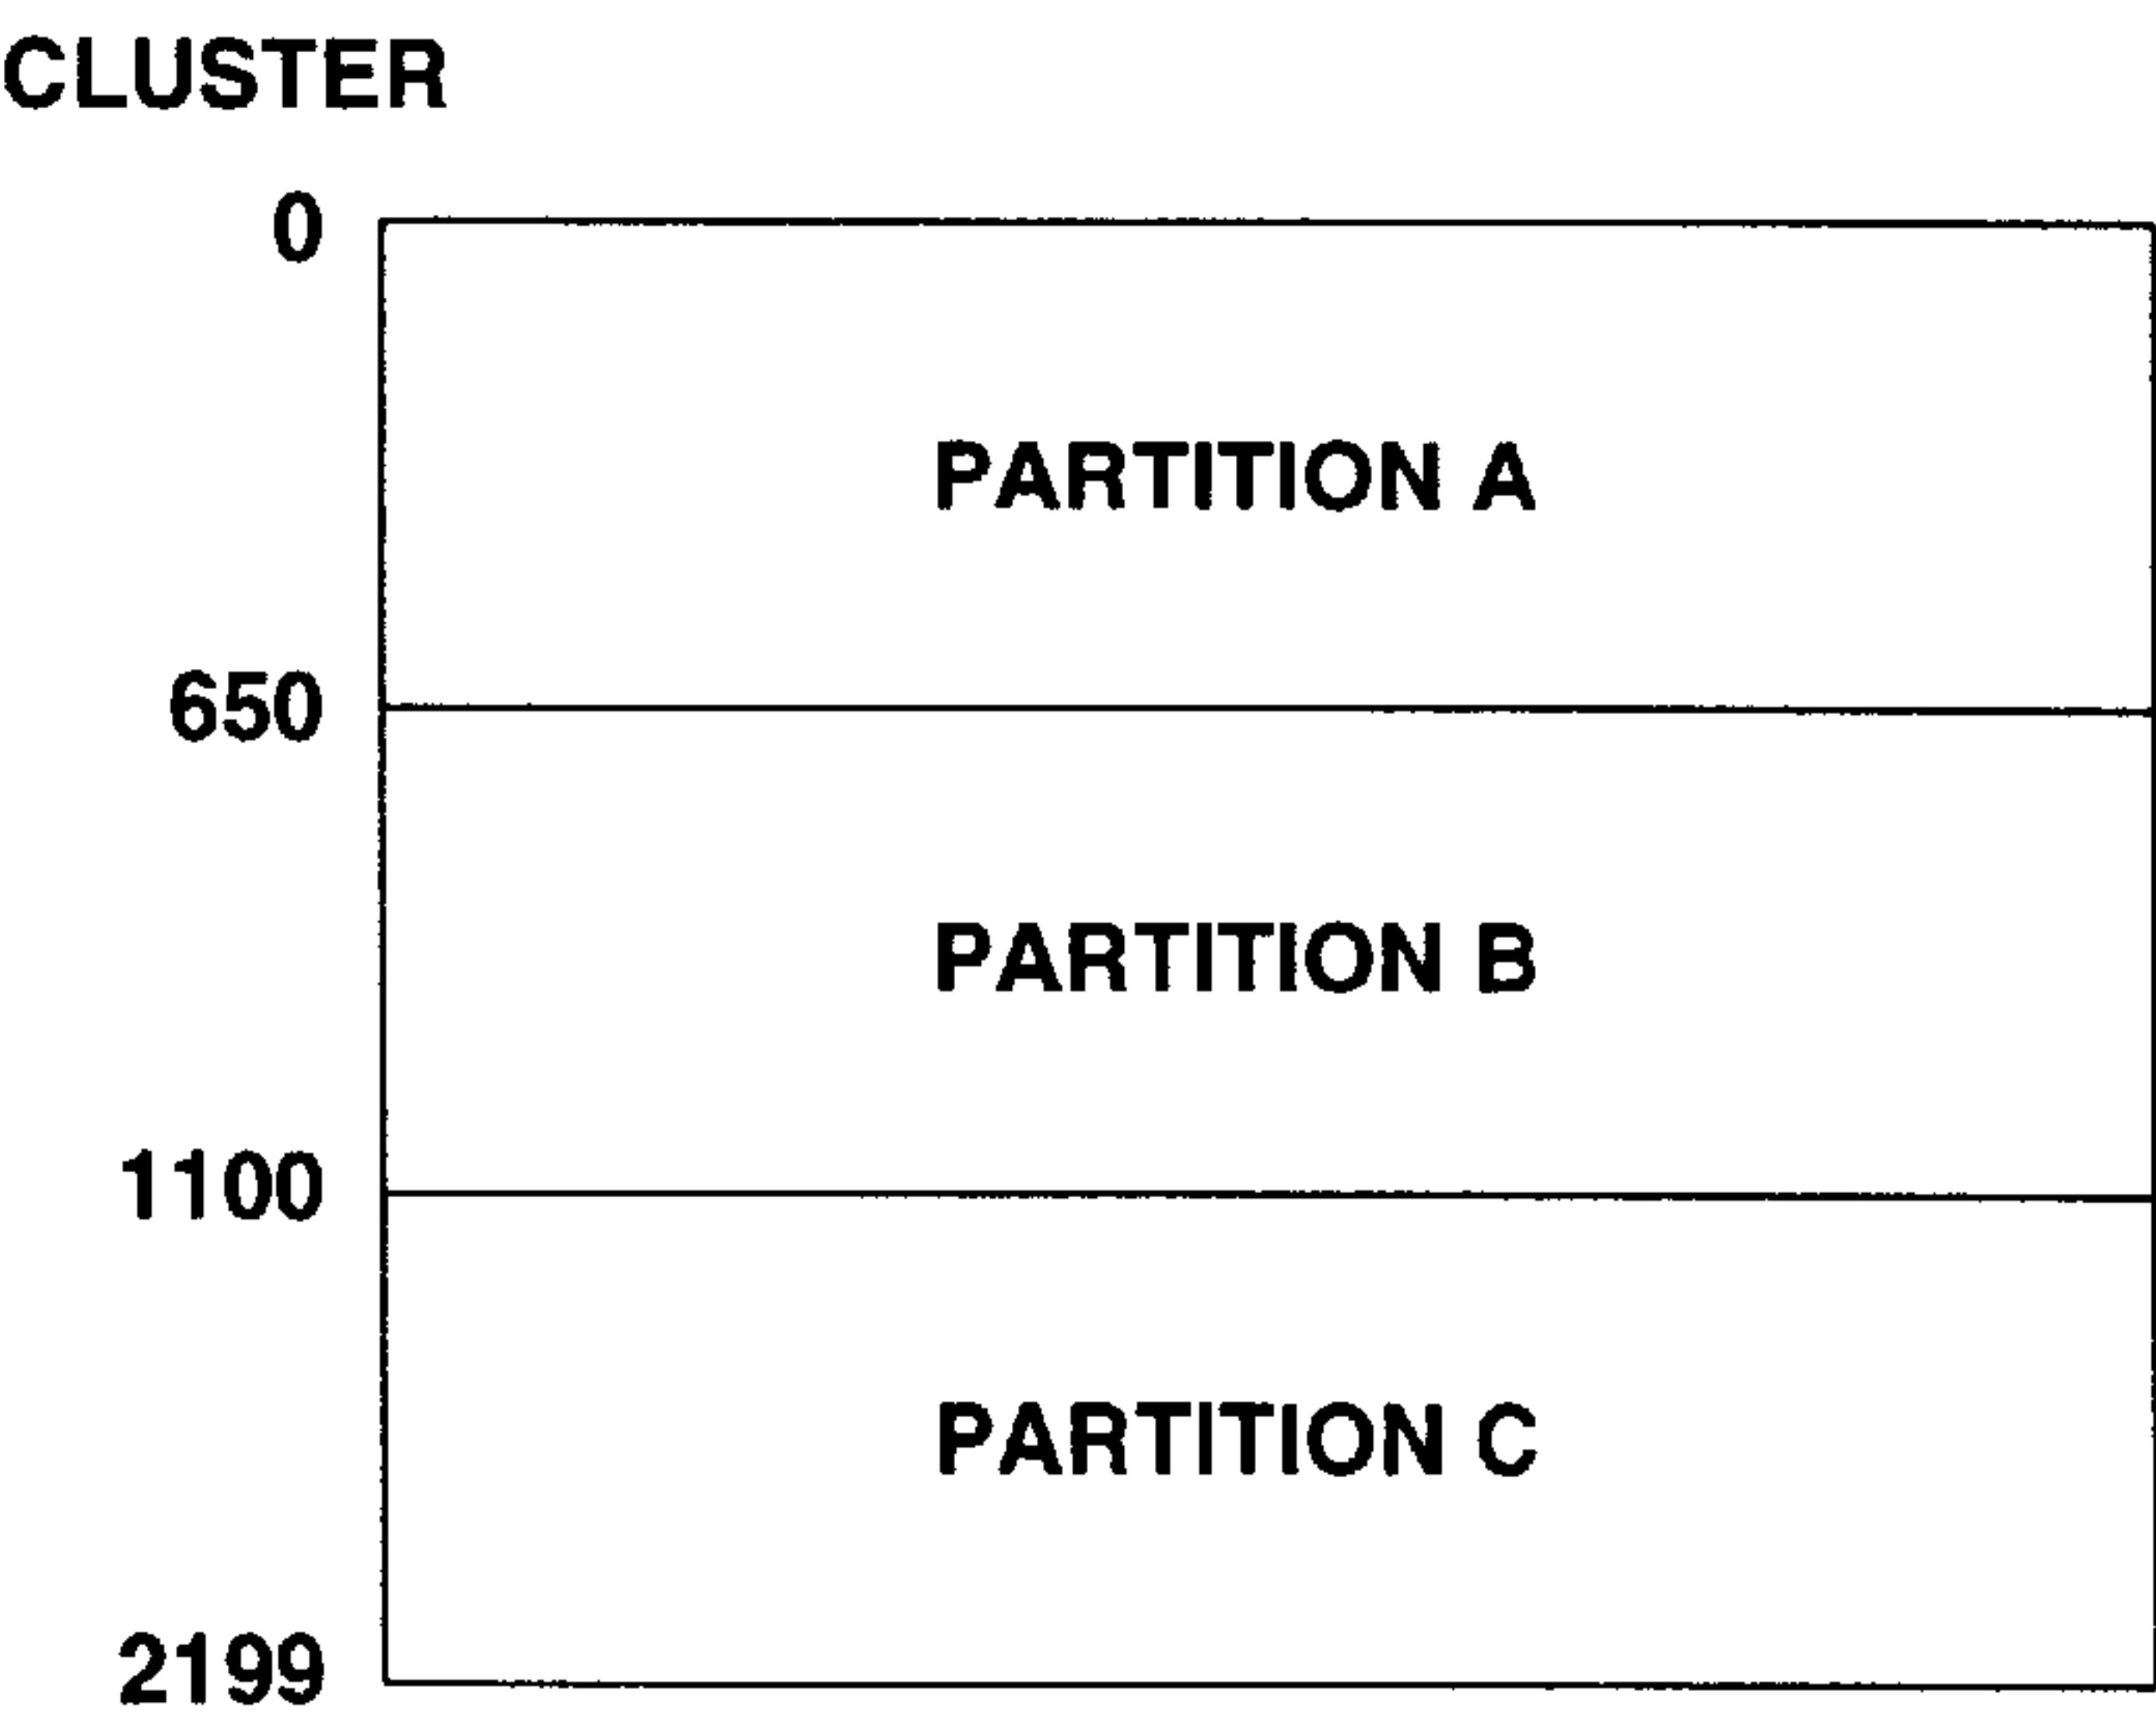 CLUSTER
0
PARTITION A
650
PARTITION B
1100
PARTITION C
2199